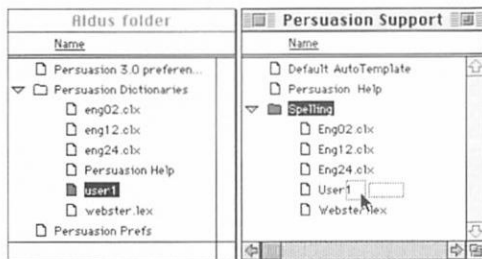 Aldus folder
Name
Persuasion 3.0 preferen...
Persuasion Dictionaries
eng02.clx
eng12.clx
eng24.clx
Persuasion Help
user1
webster.lex
Persuasion Prefs
Persuasion Support
Name
Default AutoTemplate
Persuasion Help
Spelling
Eng02.clx
Eng12.clx
Eng24.clx
User1
Webster.lex